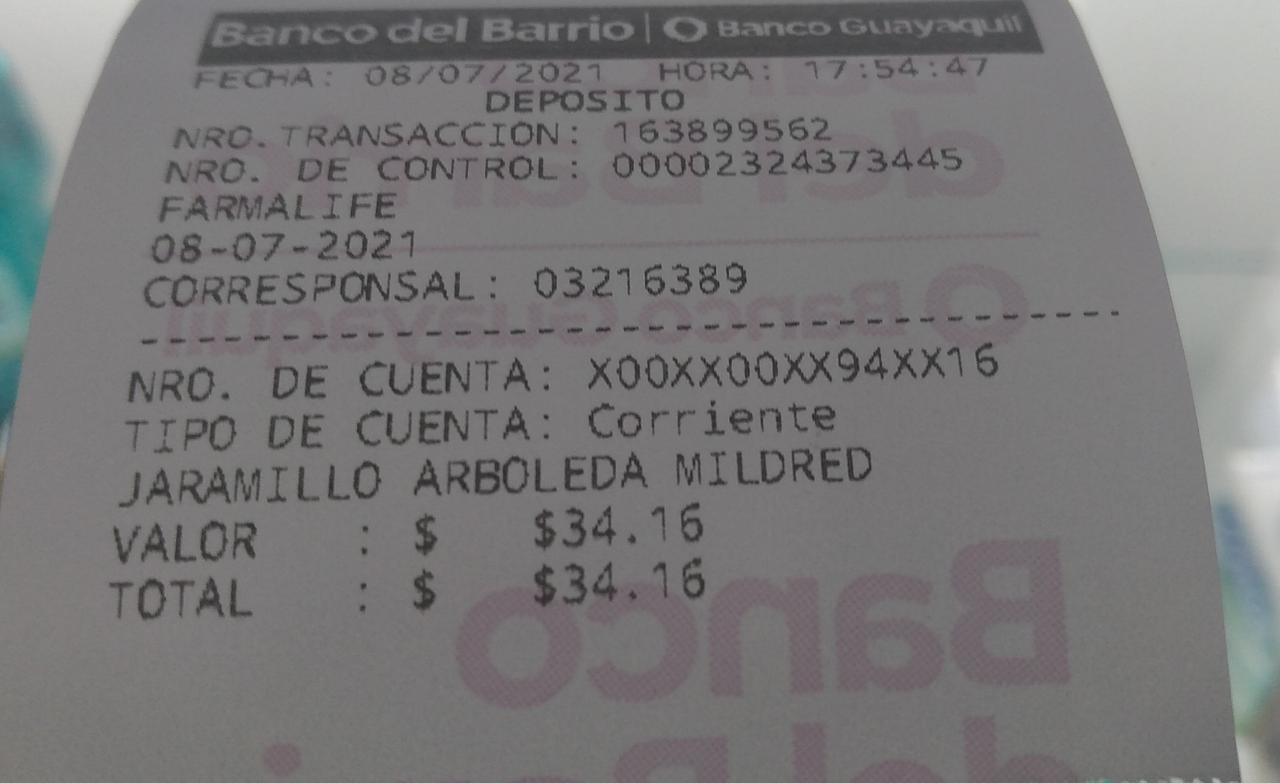 Banco del Barrio | Banco Guayaquil
FECHA: 08/07/2021 HORA: 17:54:47
DEPOSITO
NRO. TRANSACCION: 163899562
NRO. DE CONTROL: 00002324373445
FARMALIFE
08-07-2021
CORRESPONSAL: 03216389
NRO. DE CUENTA: X00XX00XX94XX16
TIPO DE CUENTA: Corriente
JARAMILLO ARBOLEDA MILDRED
VALOR : $ $34.16
TOTAL : $ $34.16
Banco